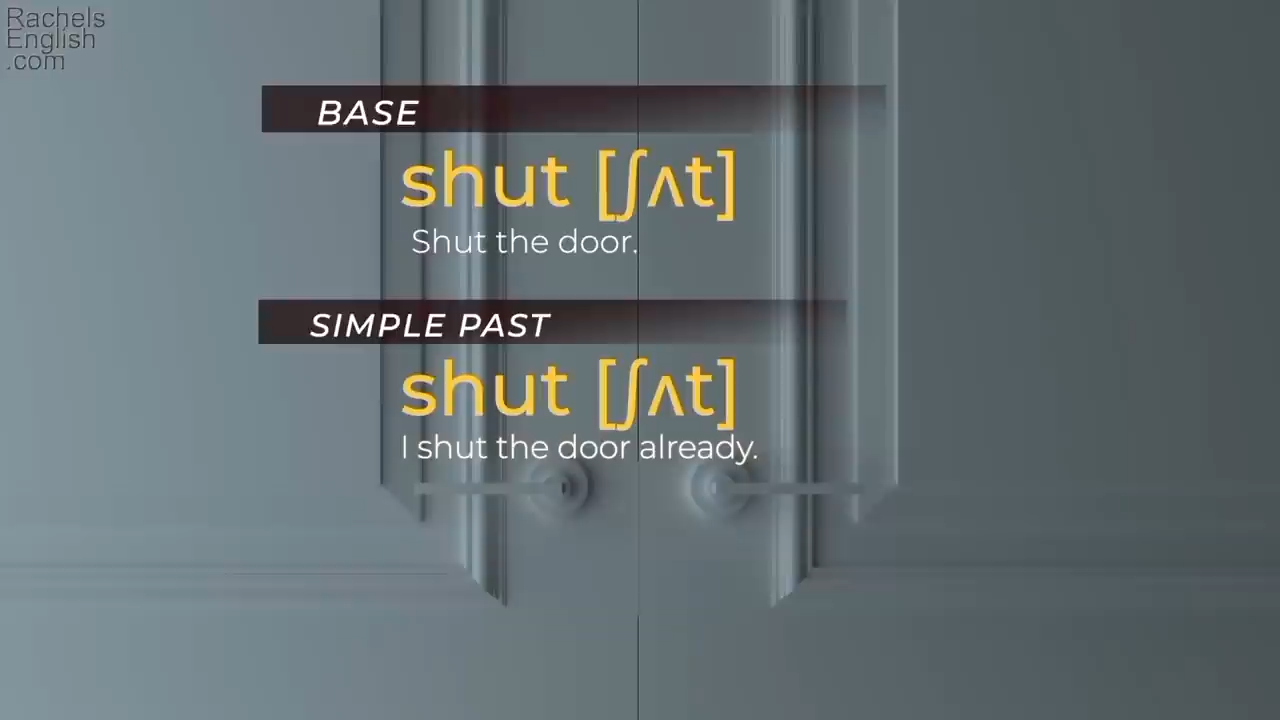 Rachels
English
.com
BASE
shut [ʃʌt]
Shut the door.
SIMPLE PAST
shut [ʃʌt]
I shut the door already.